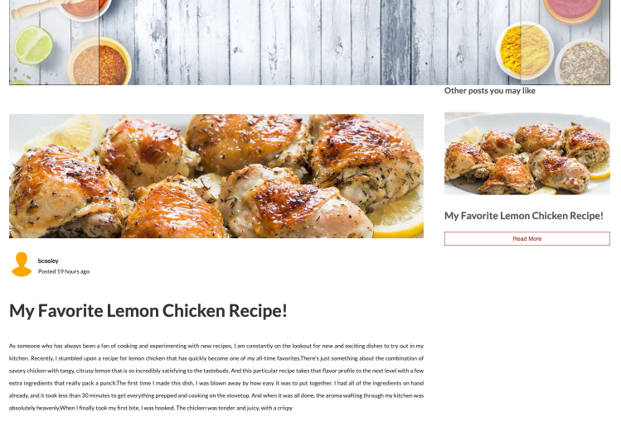 Other posts you may like
My Favorite Lemon Chicken Recipe!
Read More
bcooley
Posted 19 hours ago
My Favorite Lemon Chicken Recipe!
As someone who has always been a fan of cooking and experimenting with new recipes, I am constantly on the lookout for new and exciting dishes to try out in my
kitchen. Recently, I stumbled upon a recipe for lemon chicken that has quickly become one of my all-time favorites.There's just something about the combination of
savory chicken with tangy, citrusy lemon that is so incredibly satisfying to the tastebuds. And this particular recipe takes that flavor profile to the next level with a few
extra ingredients that really pack a punch.The first time I made this dish, I was blown away by how easy it was to put together. I had all of the ingredients on hand
already, and it took less than 30 minutes to get everything prepped and cooking on the stovetop. And when it was all done, the aroma wafting through my kitchen was
absolutely heavenly.When I finally took my first bite, I was hooked. The chicken was tender and juicy, with a crispy